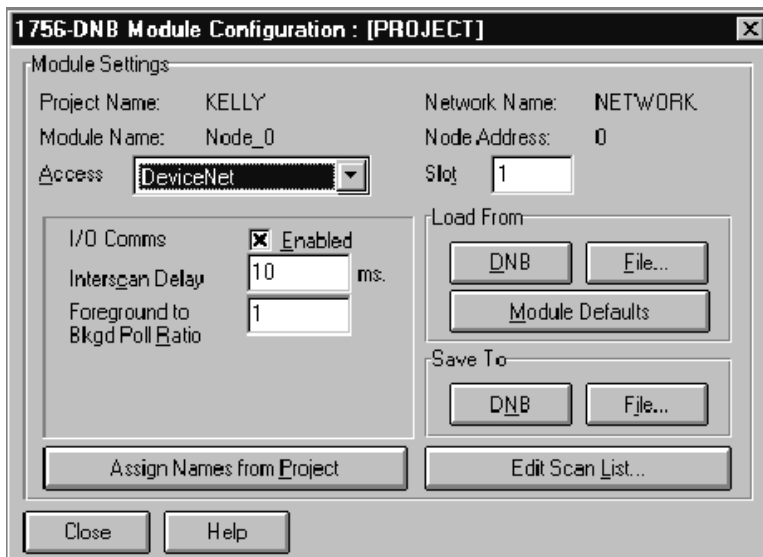 1756-DNB Module Configuration : [PROJECT]
Module Settings
Project Name: KELLY Network Name: NETWORK
Module Name: Node_0 Node Address: 0
Access DeviceNet Slot 1
I/O Comms Enabled
Interscan Delay 10 ms.
Foreground to
Bkgd Poll Ratio 1
Load From
DNB File...
Module Defaults
Save To
DNB File...
Assign Names from Project Edit Scan List...
Close Help